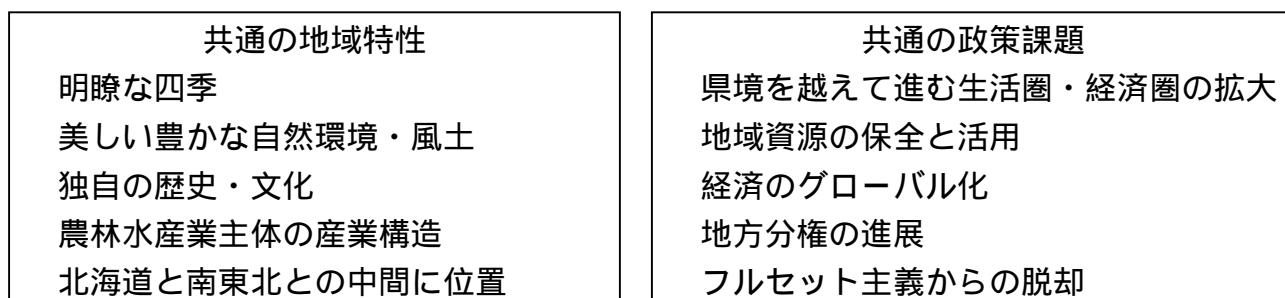 共通の地域特性
明瞭な四季
美しい豊かな自然環境・風土
独自の歴史・文化
農林水産業主体の産業構造
北海道と南東北との中間に位置
共通の政策課題
県境を越えて進む生活圏・経済圏の拡大
地域資源の保全と活用
経済のグローバル化
地方分権の進展
フルセット主義からの脱却